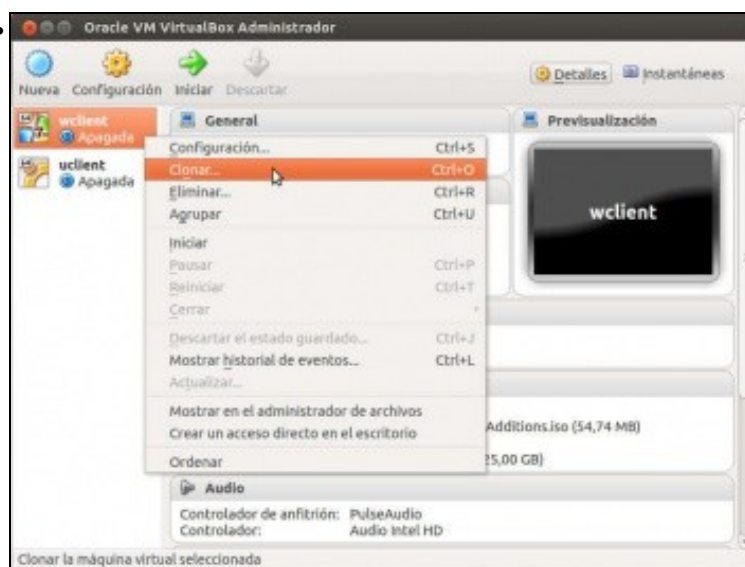 Oracle VM VirtualBox Administrador
Nueva Configuración Iniciar Descartar
Detalles Instantáneas
wclient
Apagada
uclient
Apagada
General
Previsualización
wclient
Configuración... Ctrl+S
Clonar... Ctrl+O
Eliminar... Ctrl+R
Agrupar Ctrl+U
Iniciar
Pausar Ctrl+P
Reiniciar Ctrl+T
Cerrar
Descartar el estado guardado... Ctrl+J
Mostrar historial de eventos... Ctrl+L
Actualizar...
Mostrar en el administrador de archivos
Crear un acceso directo en el escritorio
Ordenar
Additions.iso (54,74 MB)
25,00 GB)
Audio
Controlador de anfitrión: PulseAudio
Controlador: Audio Intel HD
Clonar la máquina virtual seleccionada